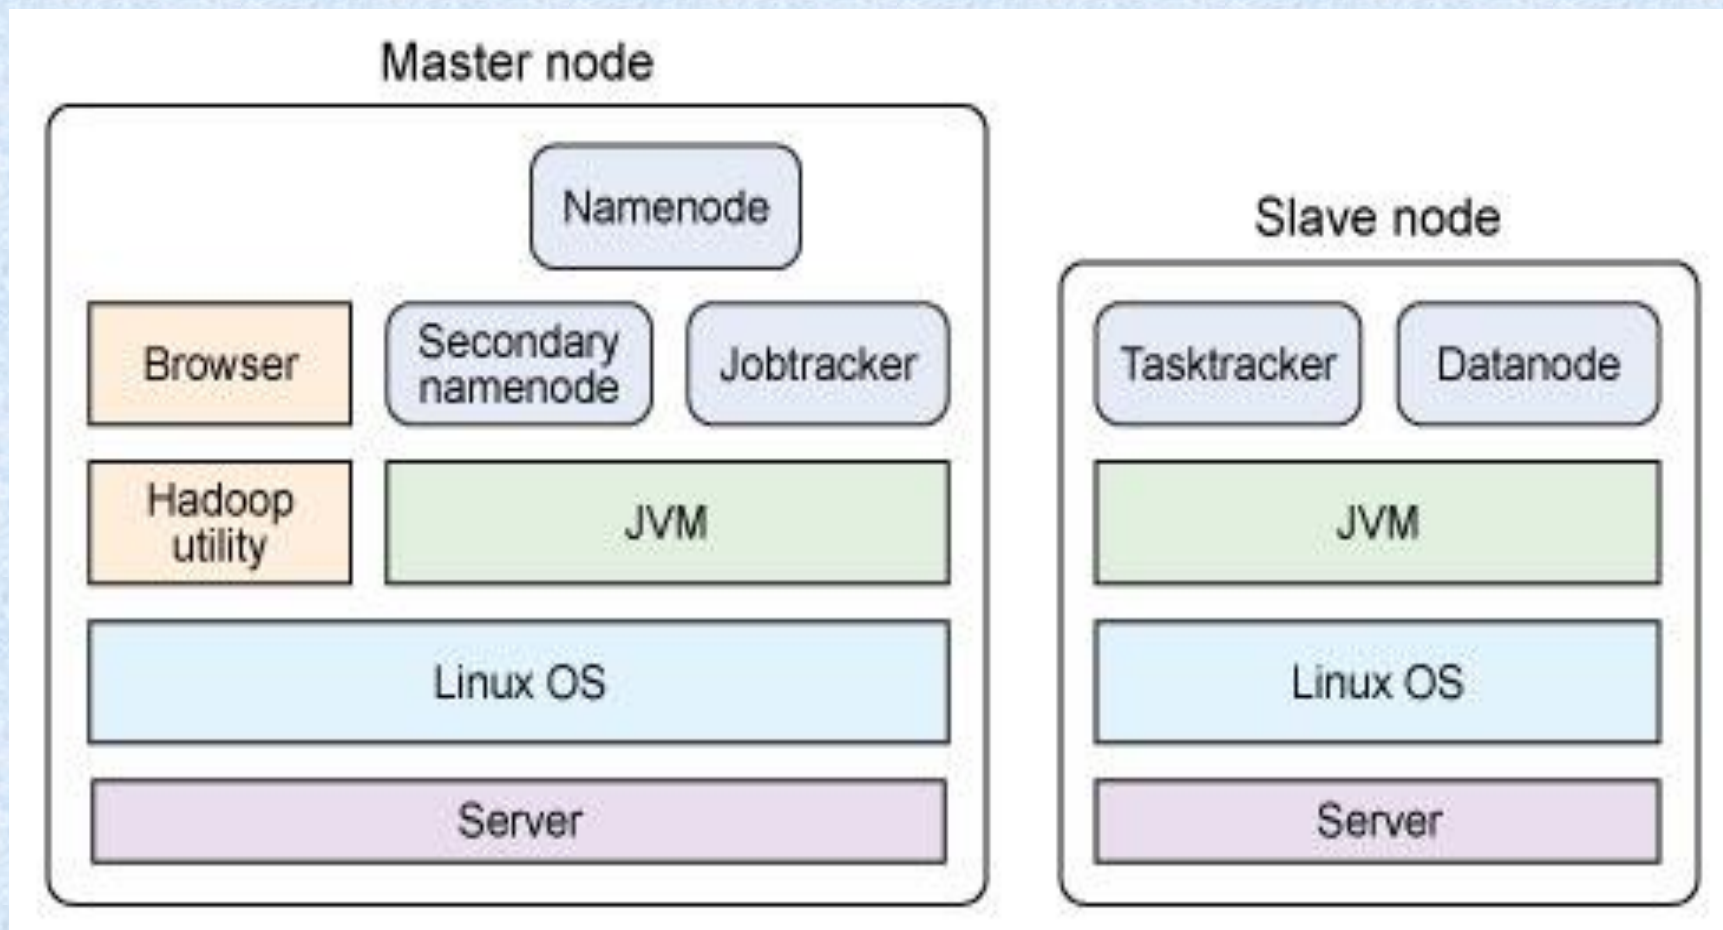 Master node
Namenode
Browser
Secondary
namenode
Jobtracker
Hadoop
utility
JVM
Linux OS
Server
Slave node
Tasktracker
Datanode
JVM
Linux OS
Server